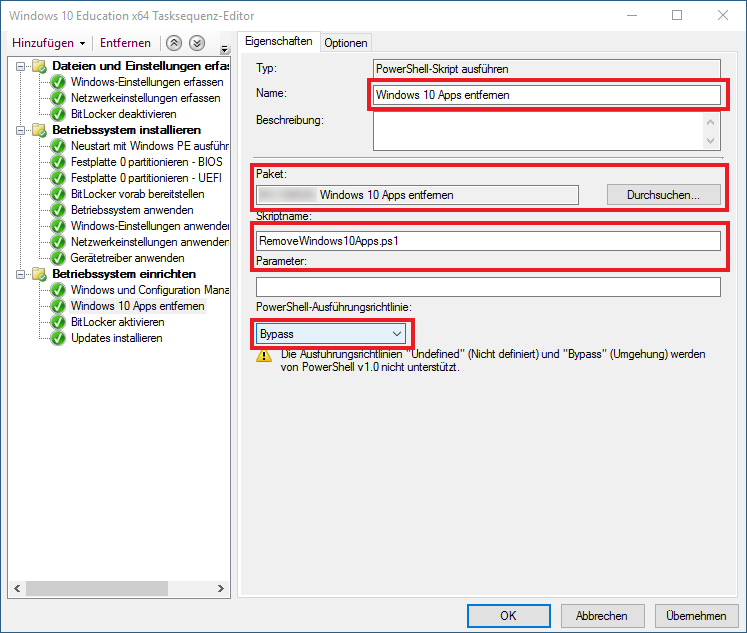 Windows 10 Education x64 Tasksequenz-Editor
Hinzufügen
Entfernen
Dateien und Einstellungen erfas
Windows-Einstellungen erfassen
Netzwerkeinstellungen erfassen
BitLocker deaktivieren
Betriebssystem installieren
Neustart mit Windows PE ausführ
Festplatte 0 partitionieren - BIOS
Festplatte 0 partitionieren - UEFI
BitLocker vorab bereitstellen
Betriebssystem anwenden
Windows-Einstellungen anwenden
Netzwerkeinstellungen anwenden
Gerätetreiber anwenden
Betriebssystem einrichten
Windows und Configuration Mana
Windows 10 Apps entfernen
BitLocker aktivieren
Updates installieren
Eigenschaften
Optionen
Typ:
PowerShell-Skript ausführen
Name:
Windows 10 Apps entfernen
Beschreibung:
Paket:
Windows 10 Apps entfernen
Durchsuchen...
Skriptname:
RemoveWindows10Apps.ps1
Parameter:
PowerShell-Ausführungsrichtlinie:
Bypass
Die Ausführungsrichtlinien "Undefined" (Nicht definiert) und "Bypass" (Umgehung) werden
von PowerShell v1.0 nicht unterstützt.
OK
Abbrechen
Übernehmen